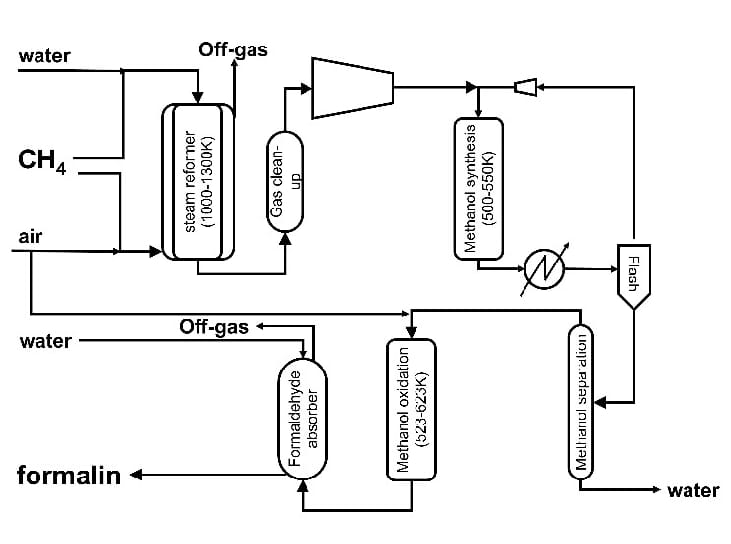 water
Off-gas
CH4
air
steam reformer
(1000-1300K)
Gas clean-
up
Methanol synthesis
(500-550K)
Flash
water
Off-gas
Formaldehyde
absorber
Methanol oxidation
(523-623K)
Methanol separation
formalin
water